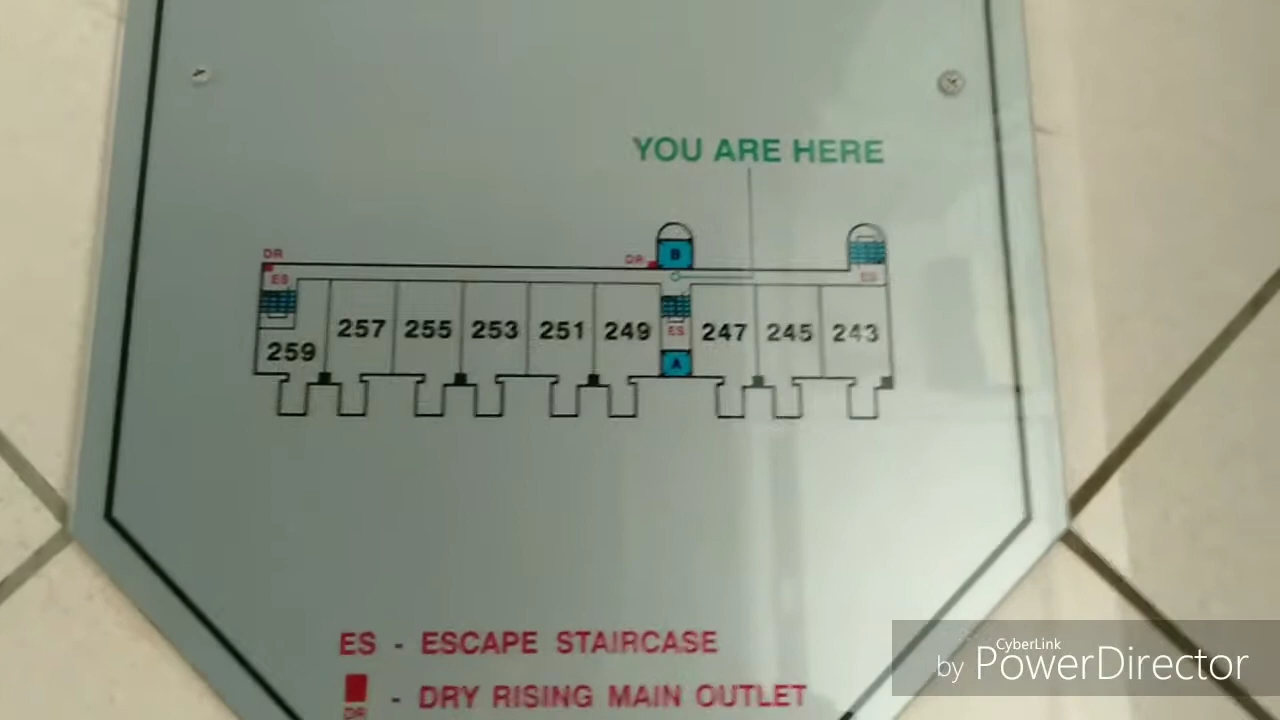 YOU ARE HERE
DR
DR
B
ES
ES
257 255 253 251 249 ES 247 245 243
259
A
ES - ESCAPE STAIRCASE
- DRY RISING MAIN OUTLET
DR
CyberLink
by PowerDirector